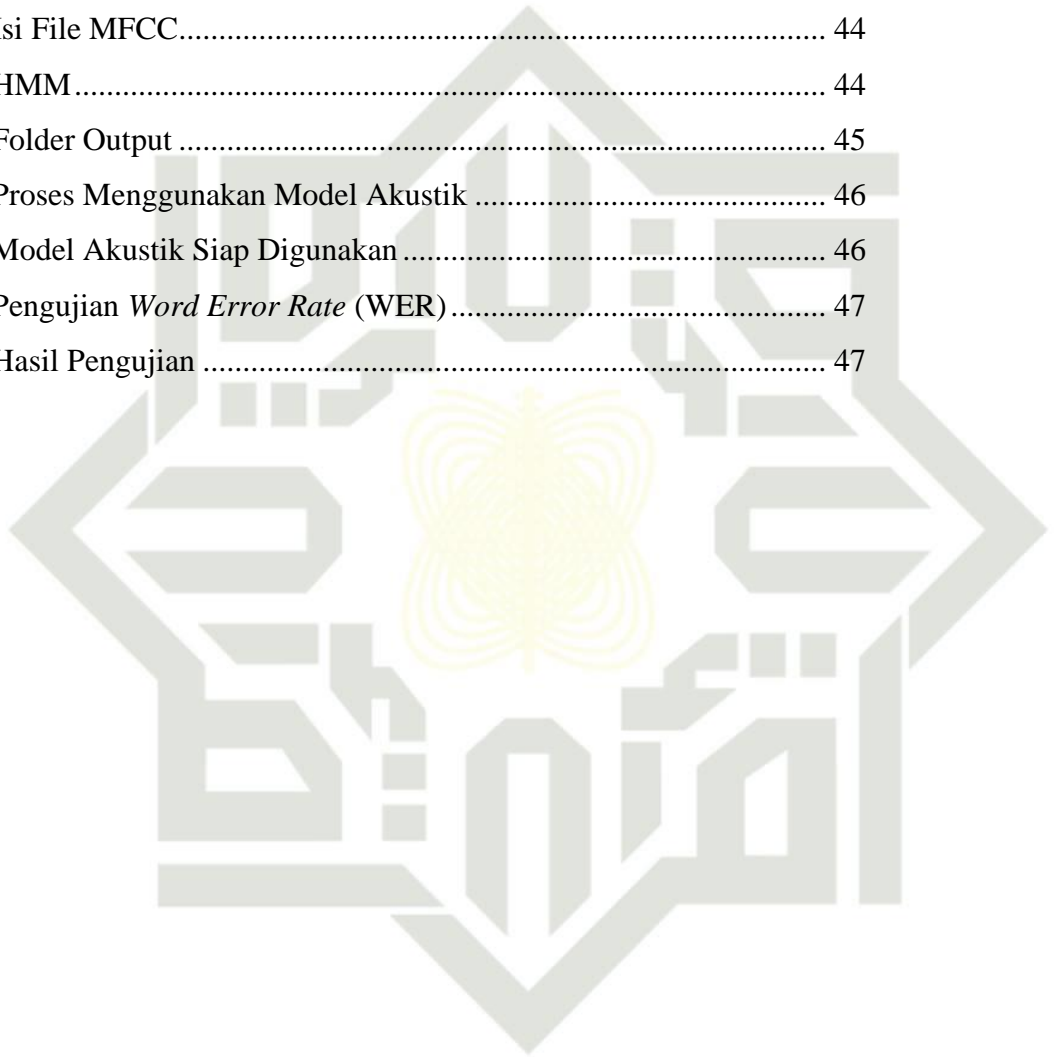 si File MFCC.................................................................................. 44
HMM............................................................................................... 44
Folder Output .................................................................................. 45
Proses Menggunakan Model Akustik ............................................ 46
Model Akustik Siap Digunakan..................................................... 46
Pengujian Word Error Rate (WER)............................................... 47
Hasil Pengujian .............................................................................. 47